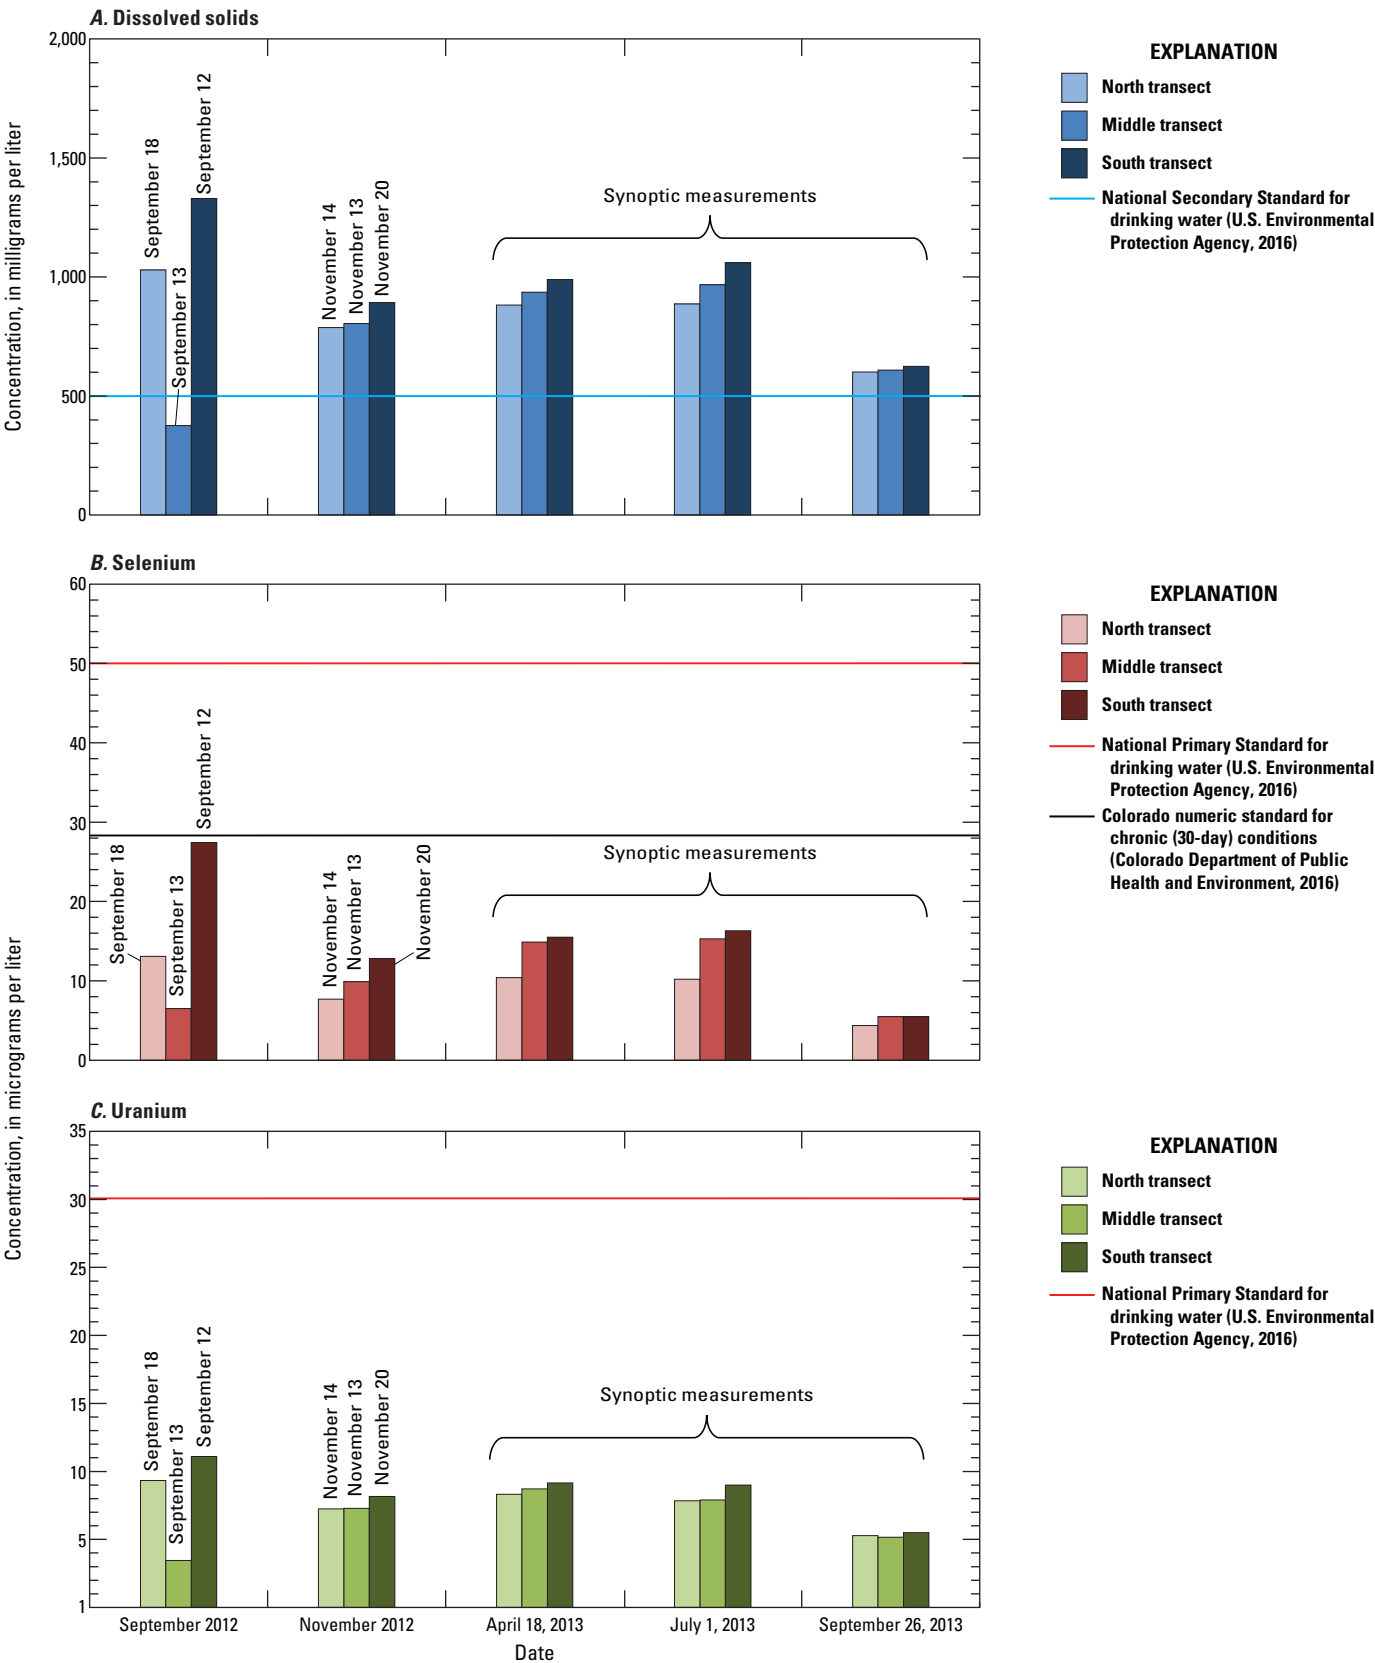 A. Dissolved solids
2,000
1,500
1,000
500
0
Concentration, in milligrams per liter
September 18
September 13
September 12
November 14
November 13
November 20
Synoptic measurements
EXPLANATION
North transect
Middle transect
South transect
National Secondary Standard for
drinking water (U.S. Environmental
Protection Agency, 2016)
B. Selenium
60
50
40
30
20
10
0
Concentration, in micrograms per liter
September 18
September 13
September 12
November 14
November 13
November 20
Synoptic measurements
EXPLANATION
North transect
Middle transect
South transect
National Primary Standard for
drinking water (U.S. Environmental
Protection Agency, 2016)
Colorado numeric standard for
chronic (30-day) conditions
(Colorado Department of Public
Health and Environment, 2016)
C. Uranium
35
30
25
20
15
10
5
1
September 18
September 13
September 12
November 14
November 13
November 20
Synoptic measurements
EXPLANATION
North transect
Middle transect
South transect
National Primary Standard for
drinking water (U.S. Environmental
Protection Agency, 2016)
September 2012
November 2012
April 18, 2013
July 1, 2013
September 26, 2013
Date